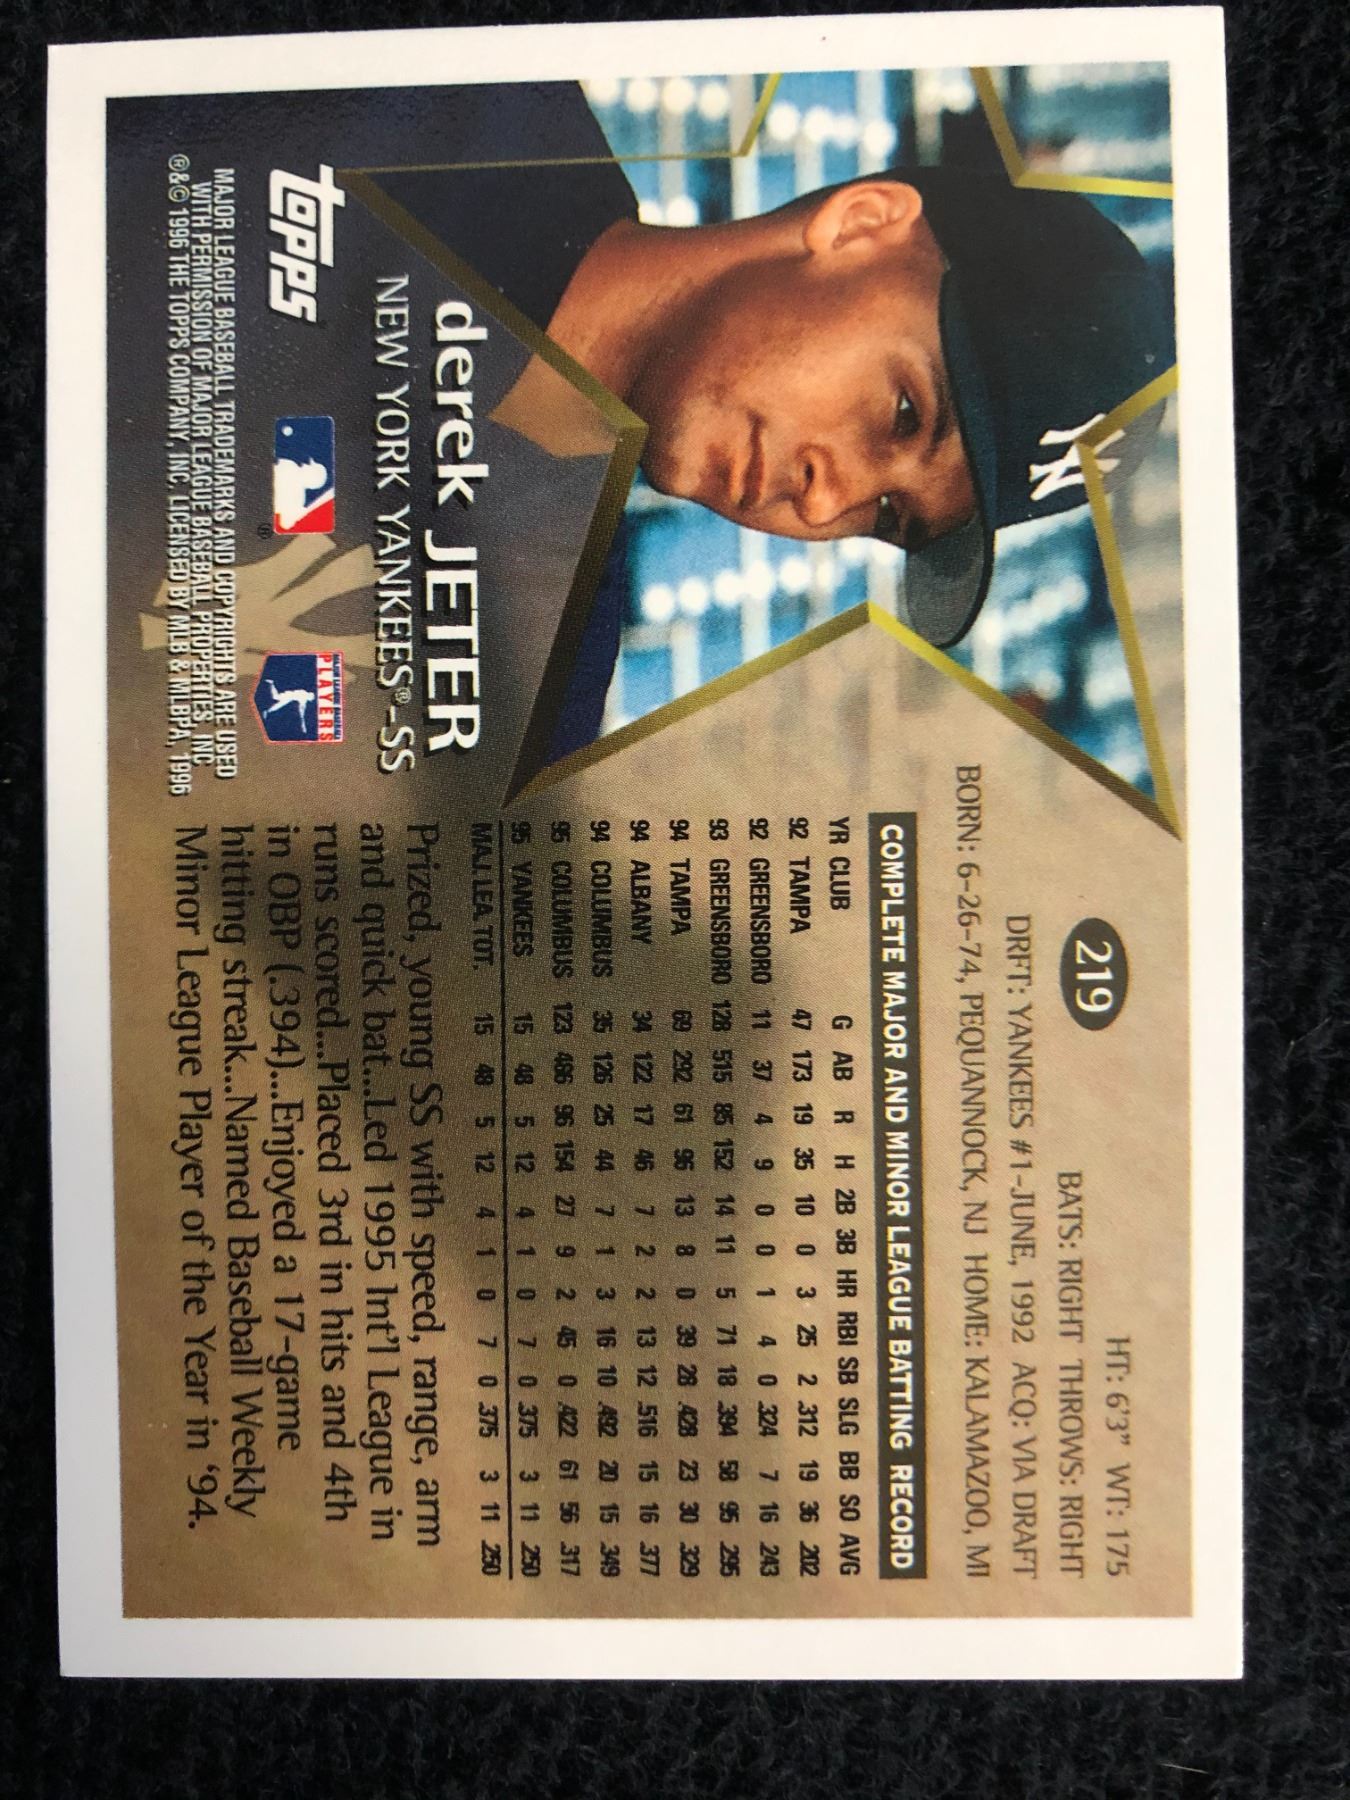 219
HT: 6'3" WT: 175
BATS: RIGHT THROWS: RIGHT
DRFT: YANKEES #1-JUNE, 1992 ACQ: VIA DRAFT
BORN: 6-26-74, PEQUANNOCK, NJ HOME: KALAMAZOO, MI
COMPLETE MAJOR AND MINOR LEAGUE BATTING RECORD
YR CLUB G AB R H 2B 3B HR RBI SB SLG BB SO AVG
92 TAMPA 47 173 19 35 10 0 3 25 2 .312 19 36 .202
92 GREENSBORO 11 37 4 9 0 0 1 4 0 .324 7 16 .243
93 GREENSBORO 128 515 85 152 14 11 5 71 18 .394 58 95 .295
94 TAMPA 69 292 61 96 13 8 0 39 28 .428 23 30 .329
94 ALBANY 34 122 17 46 7 2 2 13 12 .516 15 16 .377
94 COLUMBUS 35 126 25 44 7 1 3 16 10 .492 20 15 .349
95 COLUMBUS 123 486 96 154 27 9 2 45 0 .422 61 56 .317
95 YANKEES 15 48 5 12 4 1 0 7 0 .375 3 11 .250
MAJ.LEA.TOT. 15 48 5 12 4 1 0 7 0 .375 3 11 .250
Prized, young SS with speed, range, arm
and quick bat...Led 1995 Int'l League in
runs scored...Placed 3rd in hits and 4th
in OBP (.394)...Enjoyed a 17-game
hitting streak...Named Baseball Weekly
Minor League Player of the Year in '94.
NY
derek JETER
NEW YORK YANKEES®-SS
Topps
®
MAJOR LEAGUE BASEBALL
PLAYERS
MAJOR LEAGUE BASEBALL TRADEMARKS AND COPYRIGHTS ARE USED
WITH PERMISSION OF MAJOR LEAGUE BASEBALL PROPERTIES, INC.
®&© 1996 THE TOPPS COMPANY, INC. LICENSED BY MLB & MLBPA, 1996